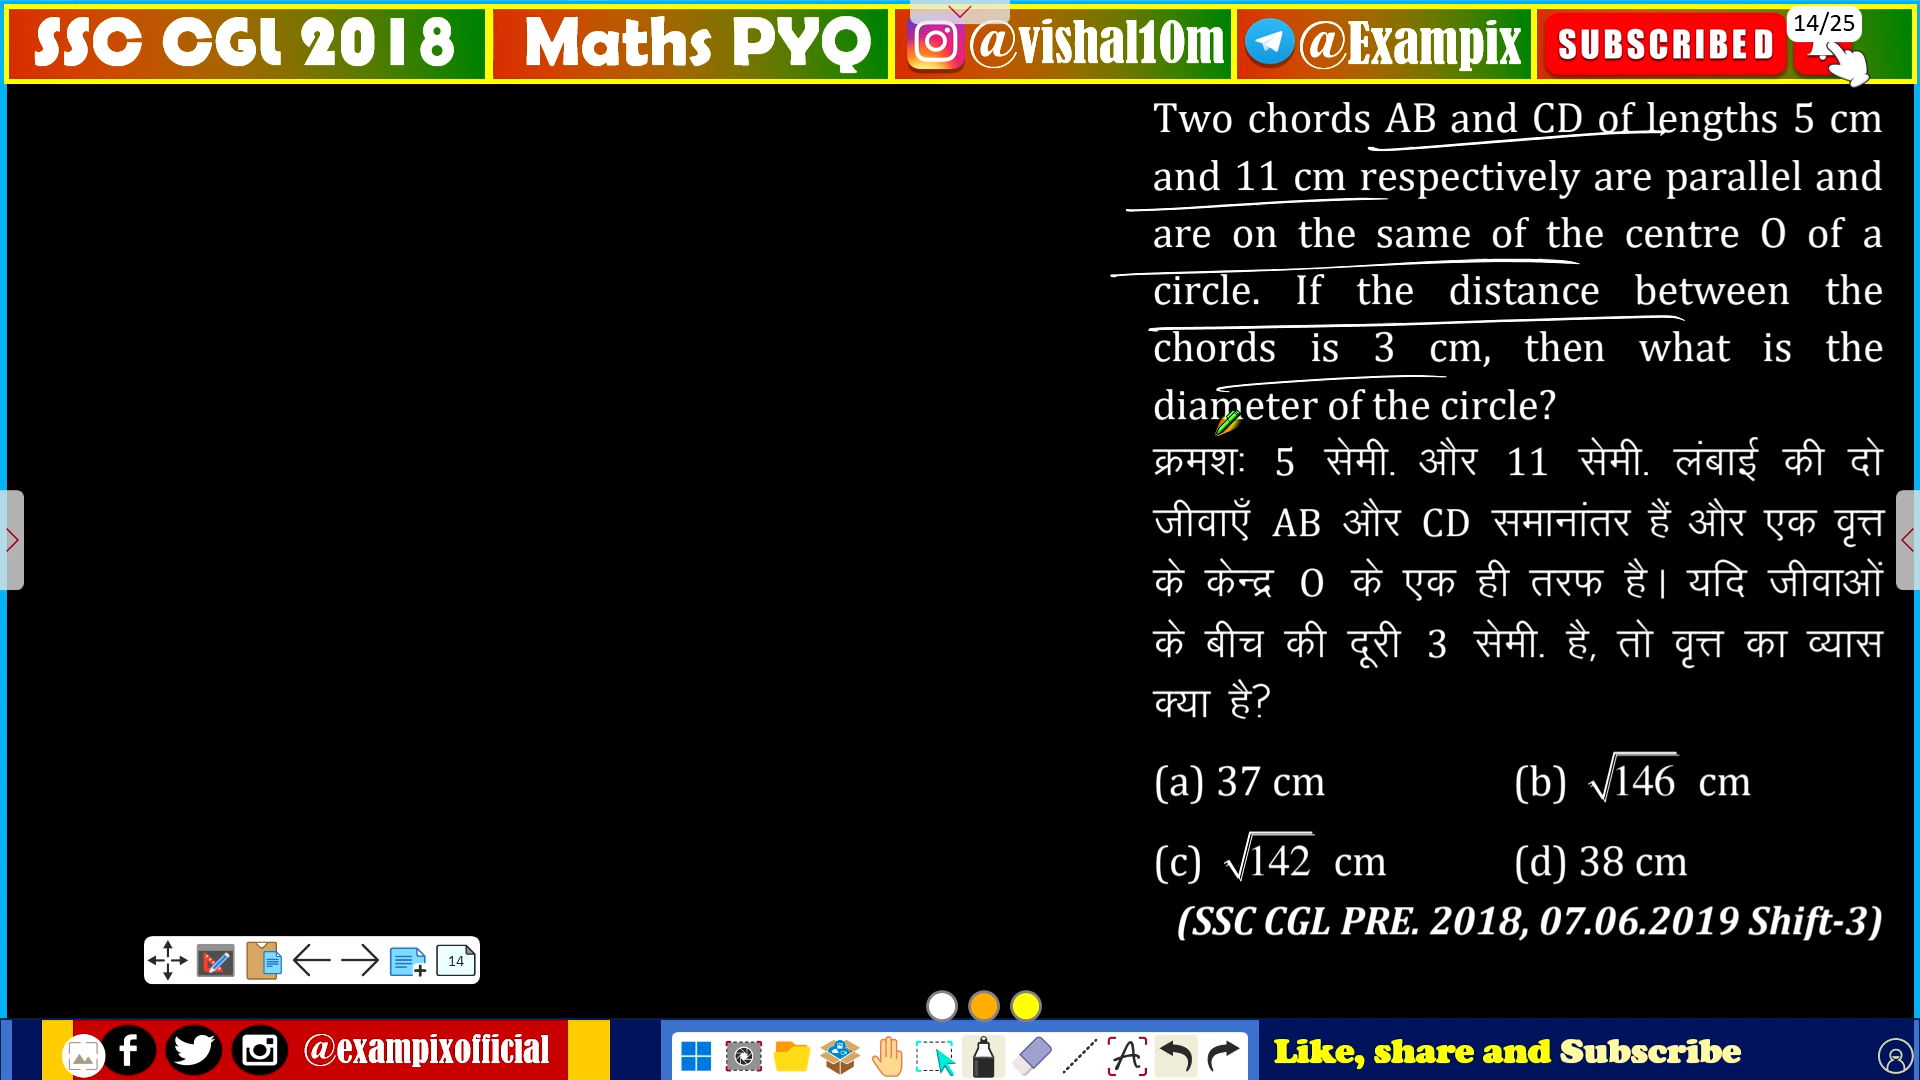 SSC CGL 2018 Maths PYQ @vishal10m @Exampix SUBSCRIBED 14/25
Two chords AB and CD of lengths 5 cm
and 11 cm respectively are parallel and
are on the same of the centre O of a
circle. If the distance between the
chords is 3 cm, then what is the
diameter of the circle?
क्रमशः 5 सेमी. और 11 सेमी. लंबाई की दो
जीवाएँ AB और CD समानांतर हैं और एक वृत्त
के केन्द्र O के एक ही तरफ है। यदि जीवाओं
के बीच की दूरी 3 सेमी. है, तो वृत्त का व्यास
क्या है?
(a) 37 cm (b) √146 cm
(c) √142 cm (d) 38 cm
(SSC CGL PRE. 2018, 07.06.2019 Shift-3)
14
@exampixofficial Like, share and Subscribe